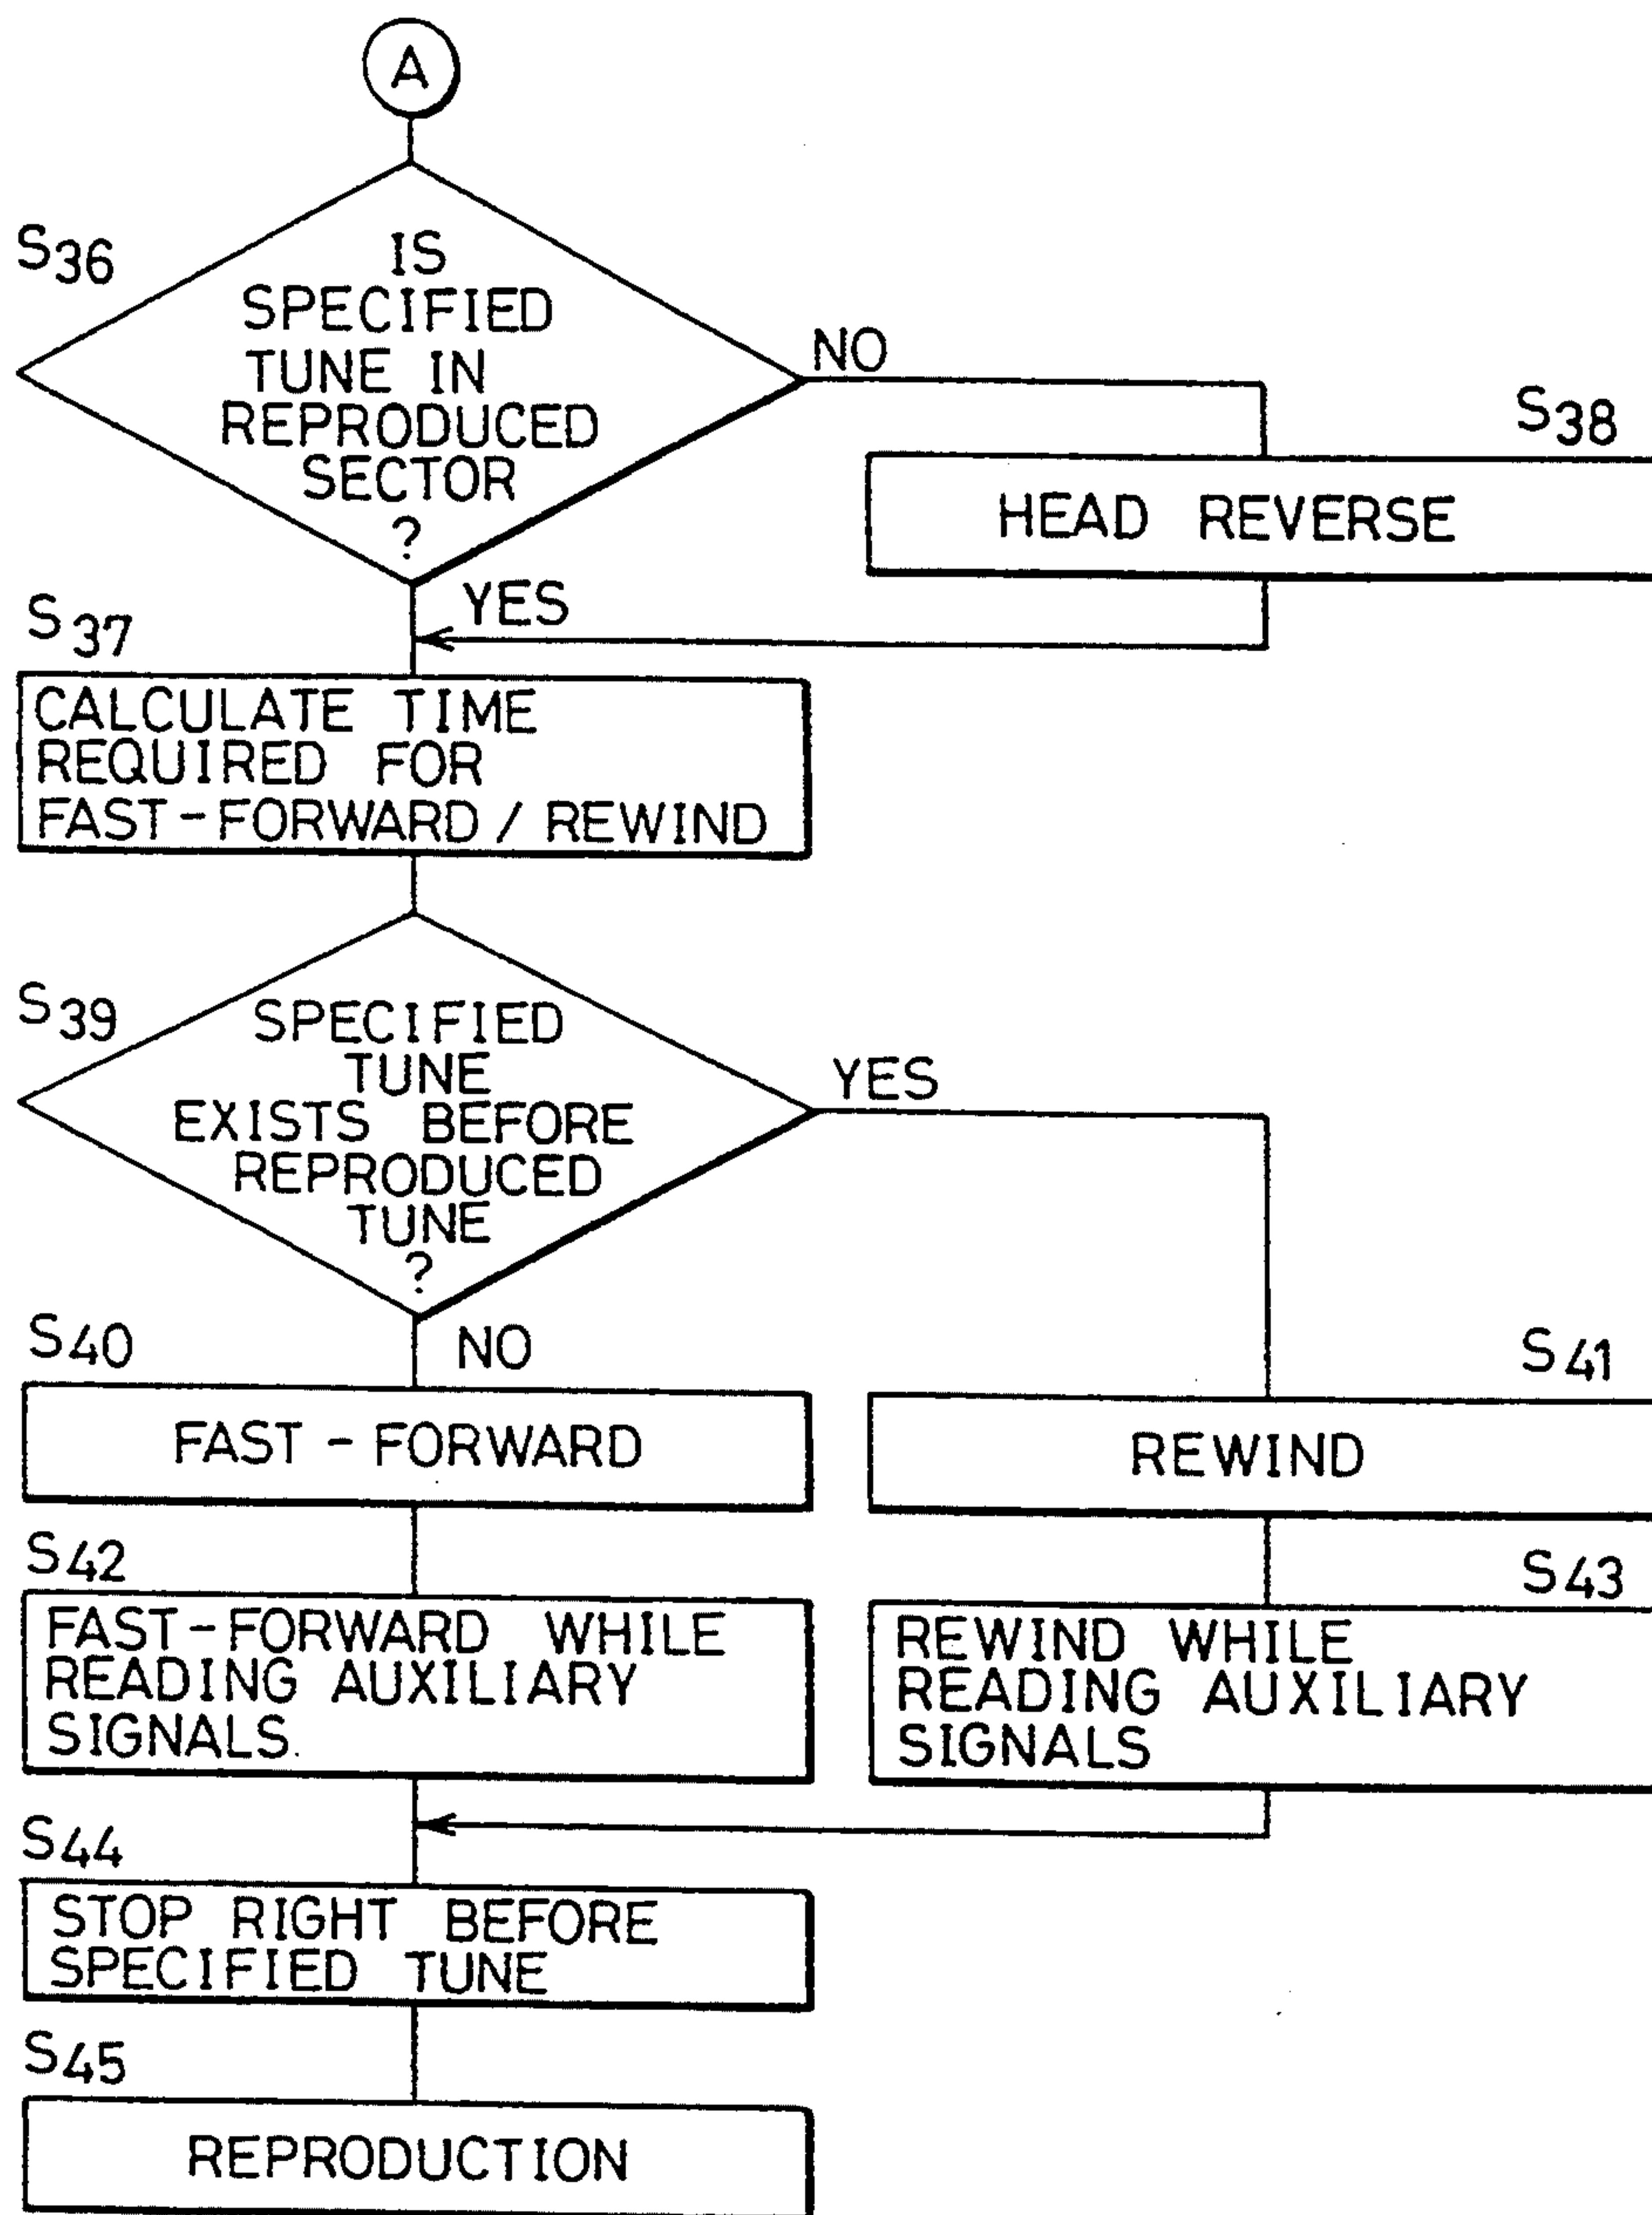 A
S36
IS
SPECIFIED
TUNE IN
REPRODUCED
SECTOR
?
NO
S38
HEAD REVERSE
YES
S37
CALCULATE TIME
REQUIRED FOR
FAST-FORWARD / REWIND
S39
SPECIFIED
TUNE
EXISTS BEFORE
REPRODUCED
TUNE
?
YES
NO
S40
FAST-FORWARD
S41
REWIND
S42
FAST-FORWARD WHILE
READING AUXILIARY
SIGNALS.
S43
REWIND WHILE
READING AUXILIARY
SIGNALS
S44
STOP RIGHT BEFORE
SPECIFIED TUNE
S45
REPRODUCTION